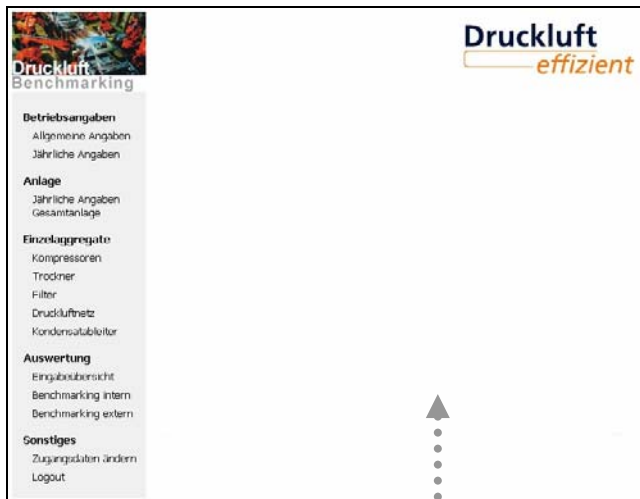 Druckluft
Benchmarking
Druckluft
effizient
Betriebsangaben
Allgemeine Angaben
Jährliche Angaben
Anlage
Jährliche Angaben
Gesamtanlage
Einzelaggregate
Kompressoren
Trockner
Filter
Druckluftnetz
Kondensatableiter
Auswertung
Eingabeübersicht
Benchmarking intern
Benchmarking extern
Sonstiges
Zugangsdaten ändern
Logout